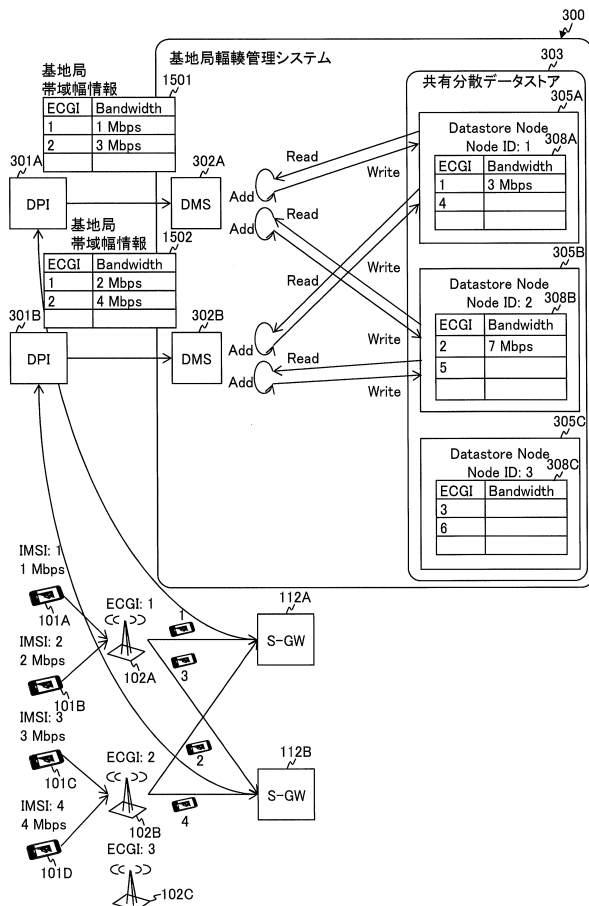 300
基地局輻輳管理システム
303
共有分散データストア
基地局
帯域幅情報
1501
ECGI Bandwidth
1 1 Mbps
2 3 Mbps
301A
DPI
302A
DMS
Add
Read
Write
Add
Read
Write
305A
Datastore Node
Node ID: 1
308A
ECGI Bandwidth
1 3 Mbps
4
基地局
帯域幅情報
1502
ECGI Bandwidth
1 2 Mbps
2 4 Mbps
301B
DPI
302B
DMS
Read
Write
Add
Read
Add
Write
305B
Datastore Node
Node ID: 2
308B
ECGI Bandwidth
2 7 Mbps
5
305C
Datastore Node
Node ID: 3
308C
ECGI Bandwidth
3
6
IMSI: 1
1 Mbps
101A
IMSI: 2
2 Mbps
101B
ECGI: 1
102A
1
3
112A
S-GW
IMSI: 3
3 Mbps
101C
IMSI: 4
4 Mbps
101D
ECGI: 2
102B
2
4
112B
S-GW
ECGI: 3
102C